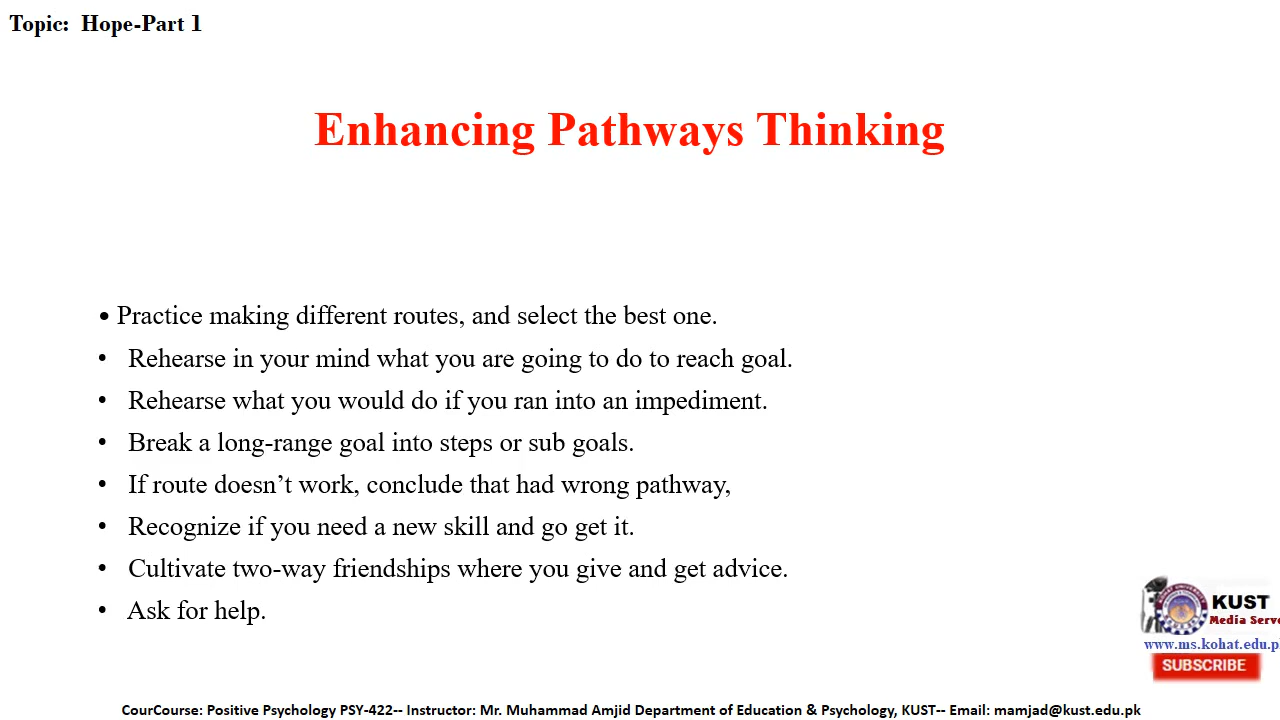 Topic: Hope-Part 1
Enhancing Pathways Thinking
• Practice making different routes, and select the best one.
• Rehearse in your mind what you are going to do to reach goal.
• Rehearse what you would do if you ran into an impediment.
• Break a long-range goal into steps or sub goals.
• If route doesn’t work, conclude that had wrong pathway,
• Recognize if you need a new skill and go get it.
• Cultivate two-way friendships where you give and get advice.
• Ask for help.
KUST
Media Serv
www.ms.kohat.edu.p
SUBSCRIBE
CourCourse: Positive Psychology PSY-422-- Instructor: Mr. Muhammad Amjid Department of Education & Psychology, KUST-- Email: mamjad@kust.edu.pk